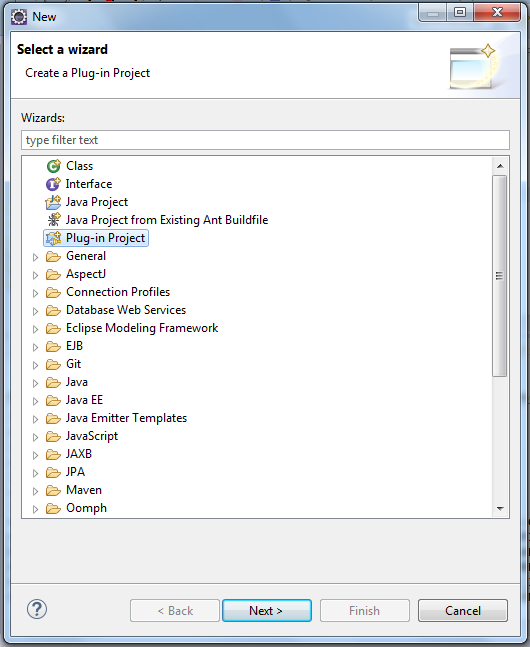 New
Select a wizard
Create a Plug-in Project
Wizards:
type filter text
Class
Interface
Java Project
Java Project from Existing Ant Buildfile
Plug-in Project
General
AspectJ
Connection Profiles
Database Web Services
Eclipse Modeling Framework
EJB
Git
Java
Java EE
Java Emitter Templates
JavaScript
JAXB
JPA
Maven
Oomph
< Back Next > Finish Cancel